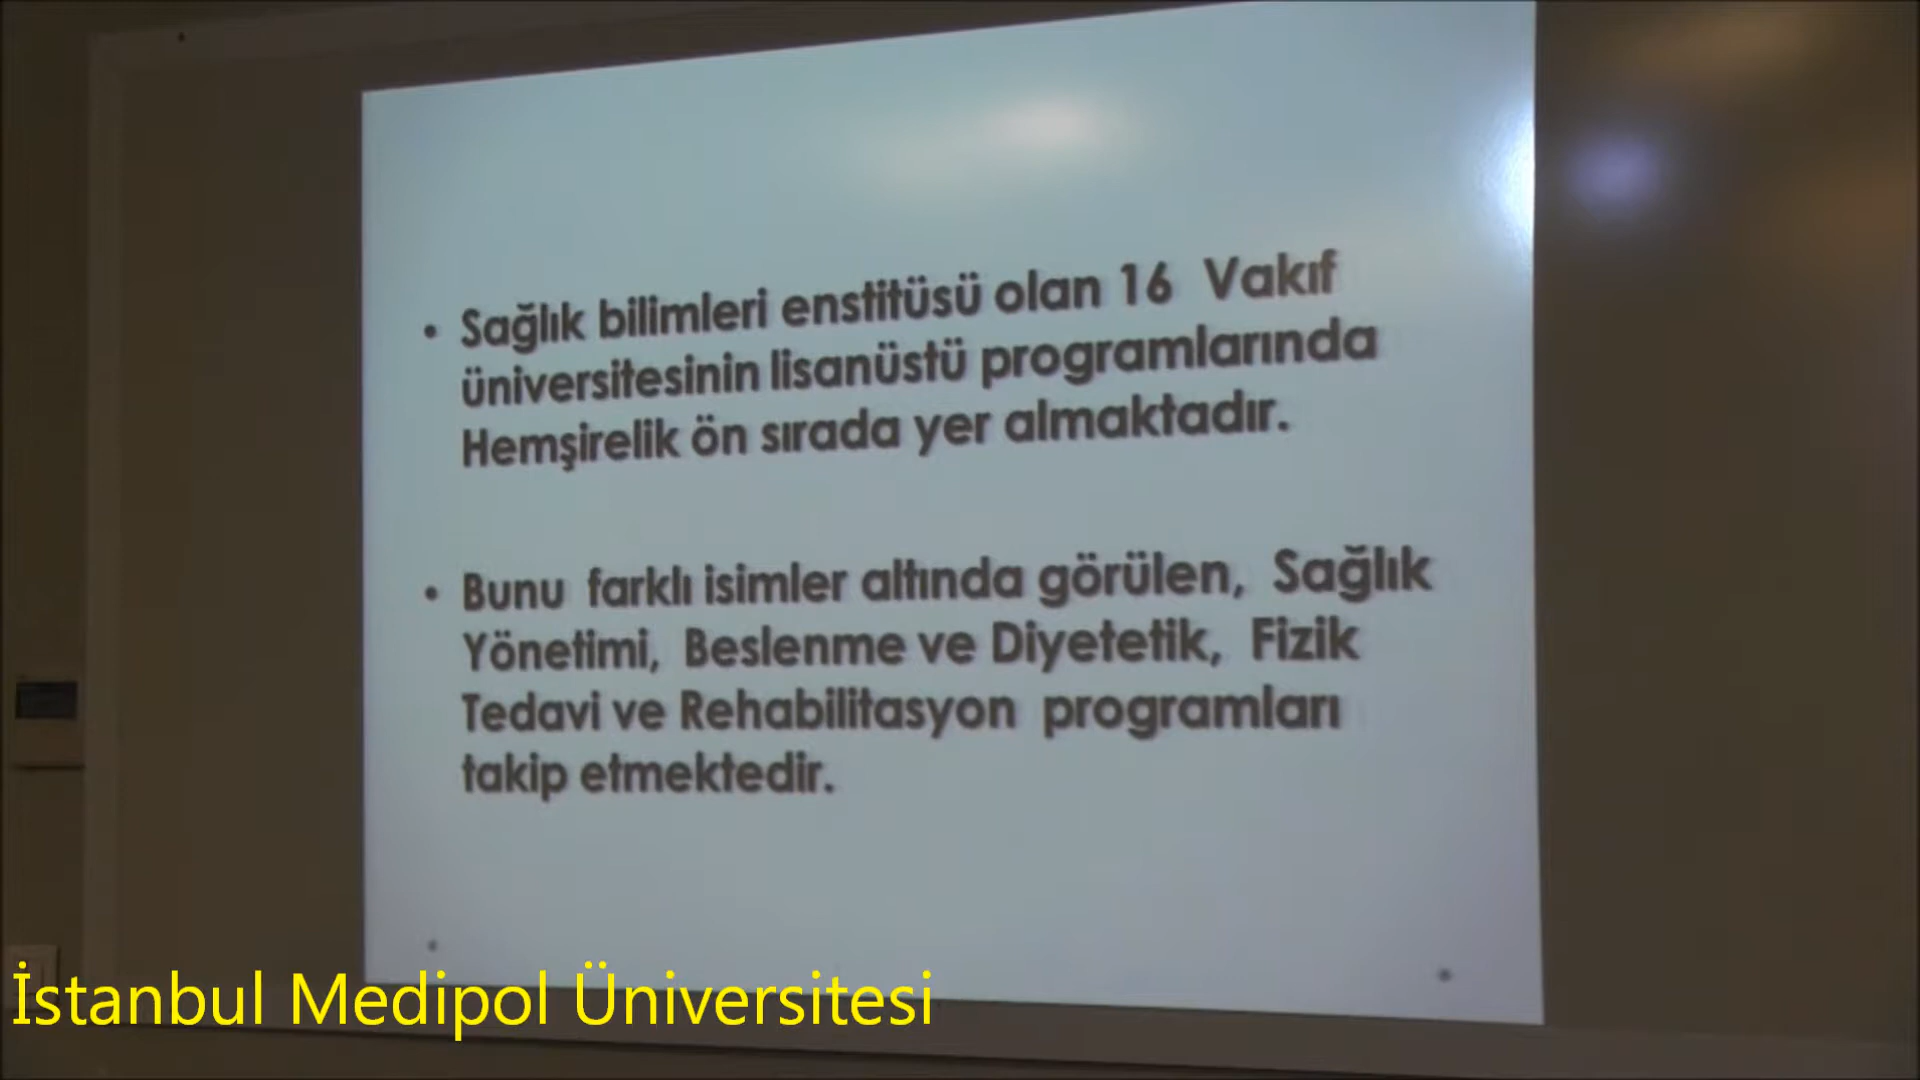 • Sağlık bilimleri enstitüsü olan 16 Vakıf
üniversitesinin lisanüstü programlarında
Hemşirelik ön sırada yer almaktadır.
• Bunu farklı isimler altında görülen, Sağlık
Yönetimi, Beslenme ve Diyetetik, Fizik
Tedavi ve Rehabilitasyon programları
takip etmektedir.
İstanbul Medipol Üniversitesi